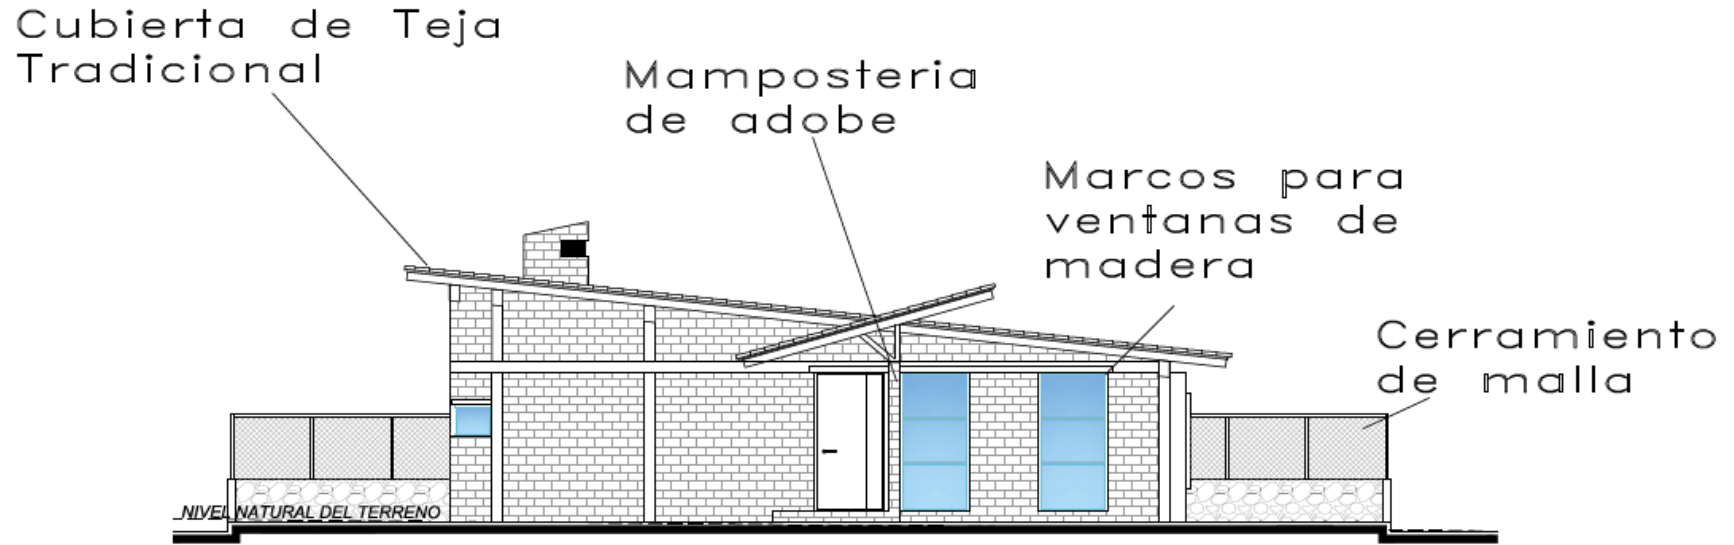 Cubierta de Teja
Tradicional
Mamposteria
de adobe
Marcos para
ventanas de
madera
Cerramiento
de malla
NIVEL NATURAL DEL TERRENO